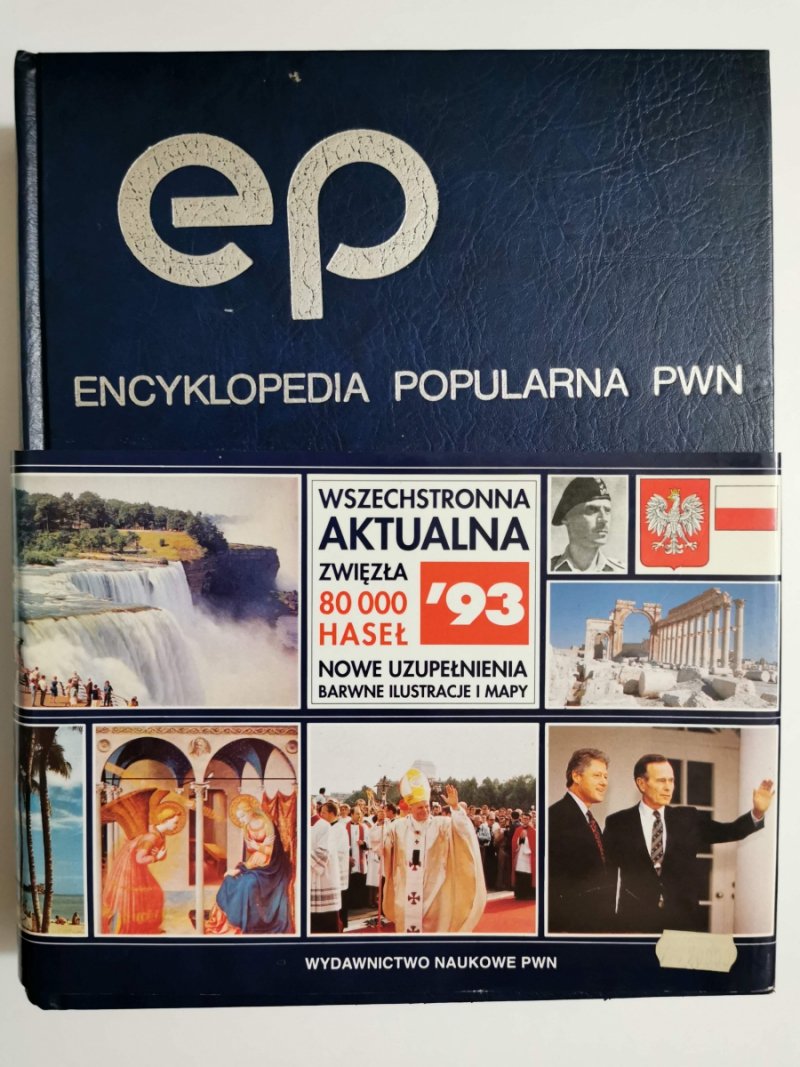 ep
ENCYKLOPEDIA POPULARNA PWN
WSZECHSTRONNA
AKTUALNA
ZWIĘZŁA
80 000
HASEŁ
'93
NOWE UZUPEŁNIENIA
BARWNE ILUSTRACJE I MAPY
WYDAWNICTWO NAUKOWE PWN